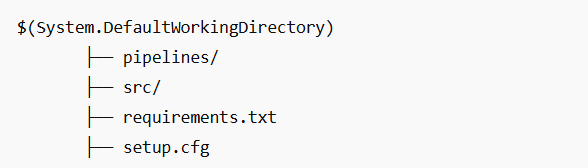 $(System.DefaultWorkingDirectory)
├── pipelines/
├── src/
├── requirements.txt
├── setup.cfg